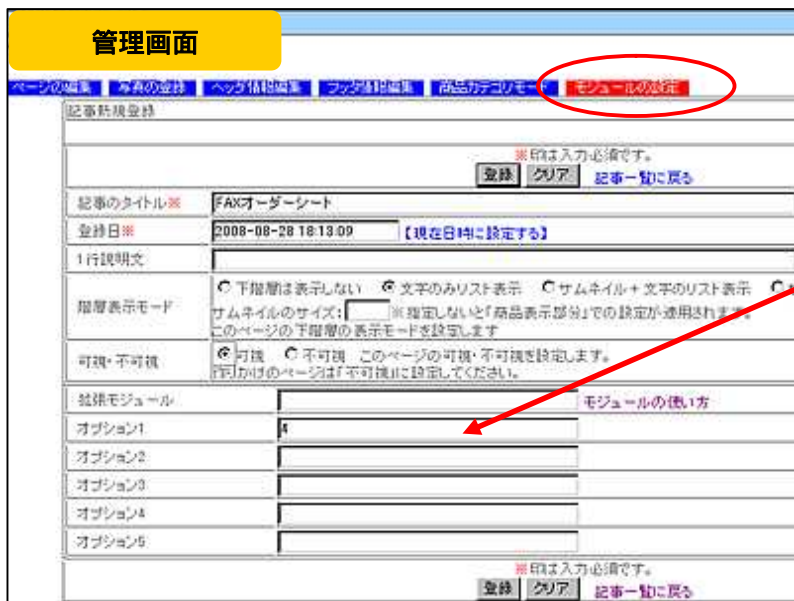 管理画面
ページの編集 写真の登録 ヘッダ情報編集 フッタ情報編集 商品カテゴリモード モジュールの設定
記事新規登録
※印は入力必須です。
登録 クリア 記事一覧に戻る
記事のタイトル※ FAXオーダーシート
登録日※ 2008-08-28 18:13:09 【現在日時に設定する】
1行説明文
階層表示モード 下階層は表示しない 文字のみリスト表示 サムネイル+文字のリスト表示
サムネイルのサイズ: ※指定しないと「商品表示部分」での設定が適用されます。
このページの下階層の表示モードを設定します
可視・不可視 可視 不可視 このページの可視・不可視を設定します。
書きかけのページは「不可視」に設定してください。
拡張モジュール モジュールの使い方
オプション1 4
オプション2
オプション3
オプション4
オプション5
※印は入力必須です。
登録 クリア 記事一覧に戻る